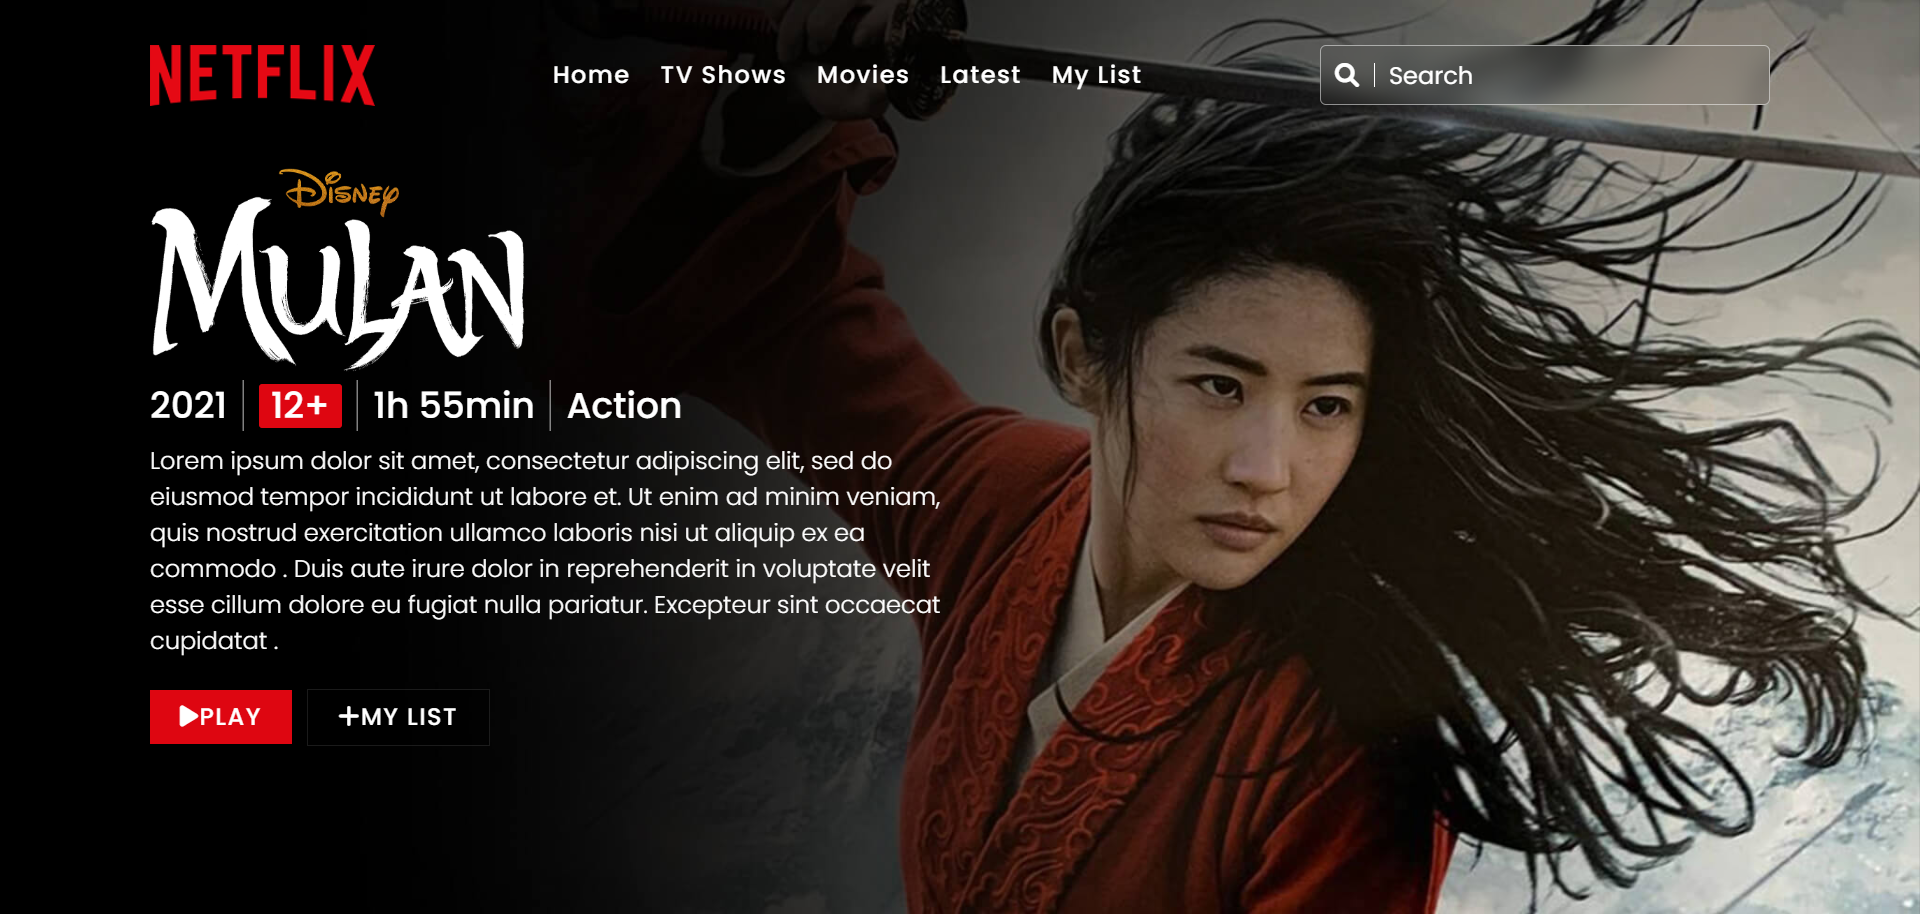 NETFLIX
Home TV Shows Movies Latest My List
Search
Disney
MULAN
2021 12+ 1h 55min Action
Lorem ipsum dolor sit amet, consectetur adipiscing elit, sed do
eiusmod tempor incididunt ut labore et. Ut enim ad minim veniam,
quis nostrud exercitation ullamco laboris nisi ut aliquip ex ea
commodo . Duis aute irure dolor in reprehenderit in voluptate velit
esse cillum dolore eu fugiat nulla pariatur. Excepteur sint occaecat
cupidatat .
PLAY +MY LIST